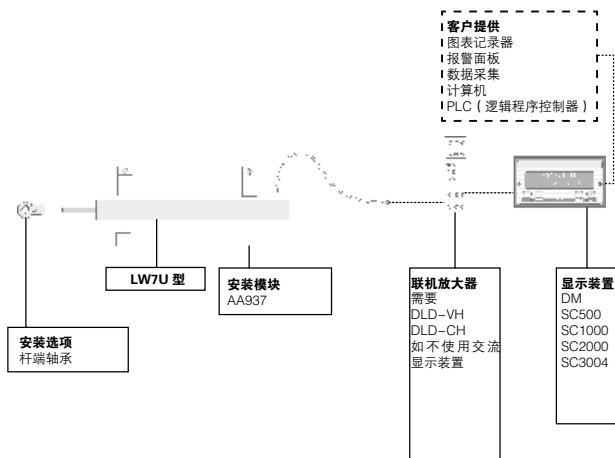 客户提供
图表记录器
报警面板
数据采集
计算机
PLC（逻辑程序控制器）
LW7U 型
安装模块
AA937
安装选项
杆端轴承
联机放大器
需要
DLD–VH
DLD–CH
如不使用交流
显示装置
显示装置
DM
SC500
SC1000
SC2000
SC3004